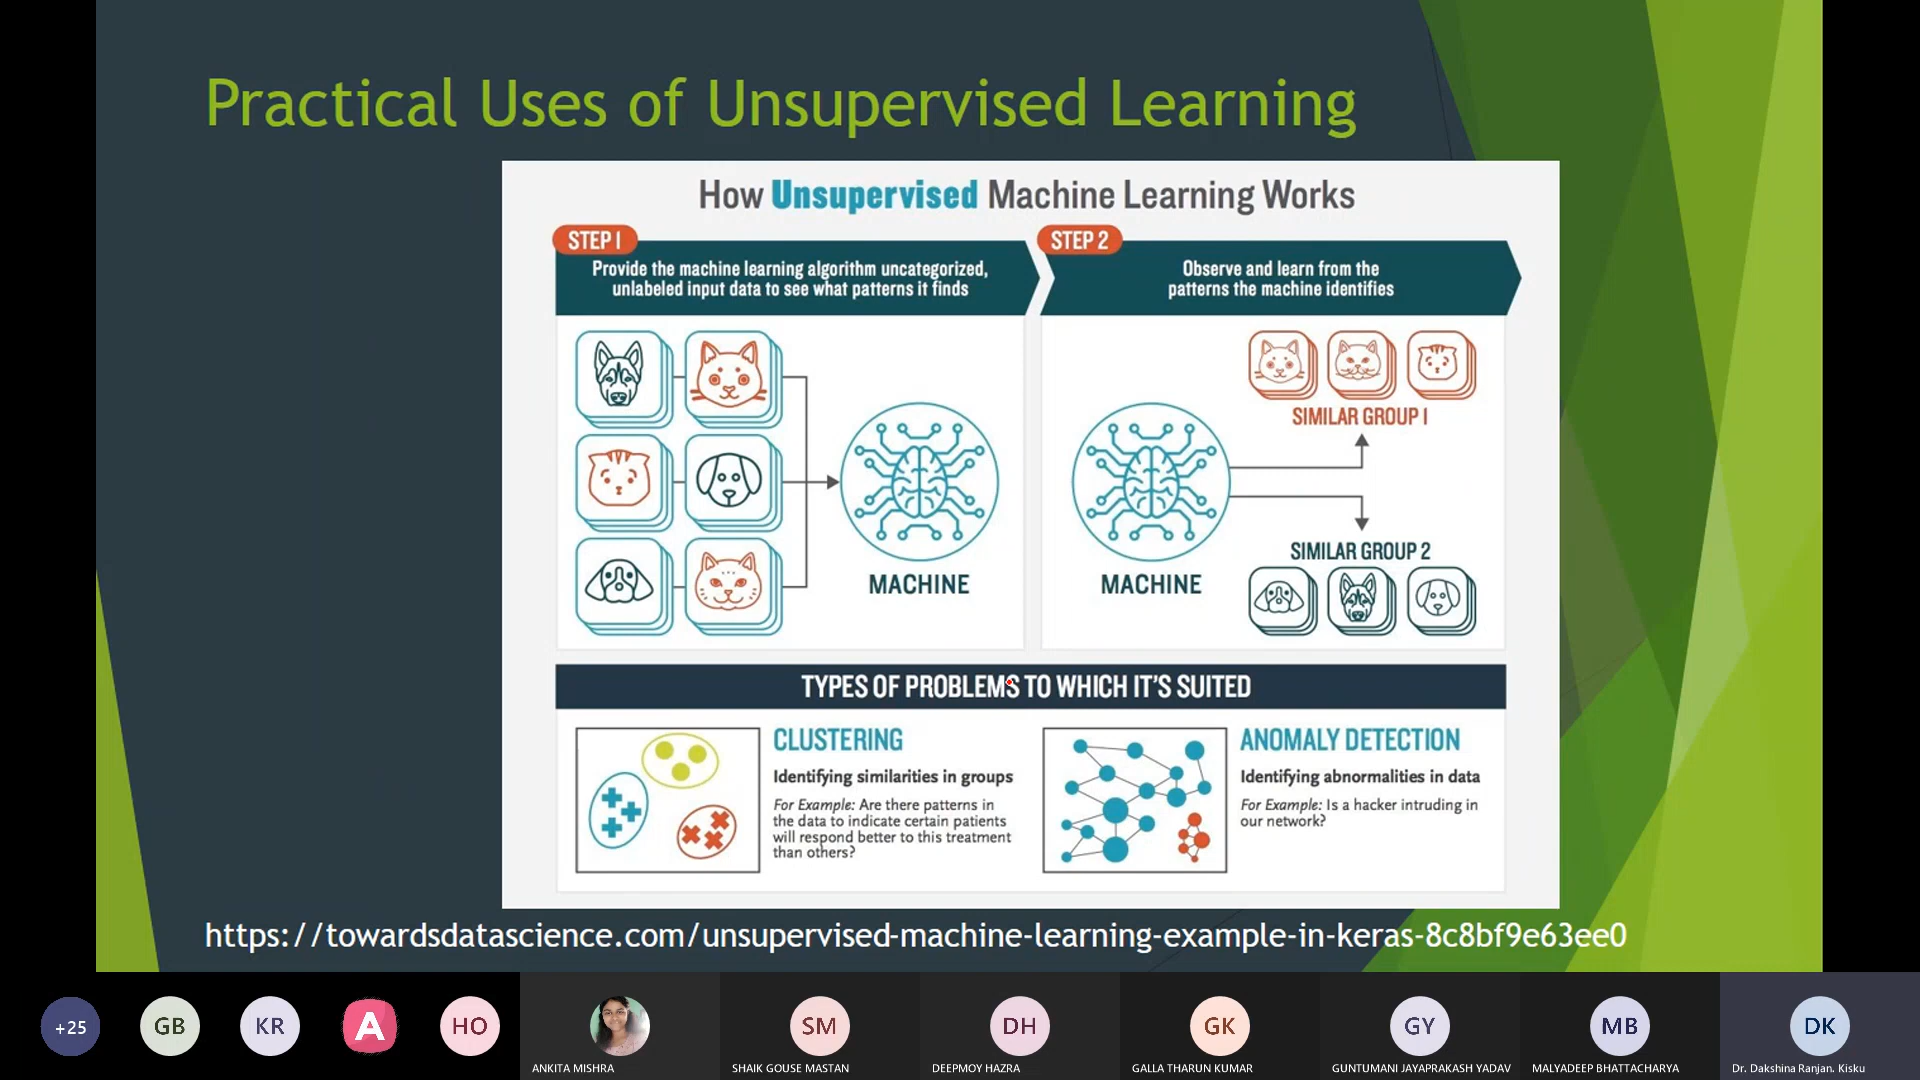 Practical Uses of Unsupervised Learning
How Unsupervised Machine Learning Works
STEP 1
Provide the machine learning algorithm uncategorized,
unlabeled input data to see what patterns it finds
STEP 2
Observe and learn from the
patterns the machine identifies
MACHINE
MACHINE
SIMILAR GROUP 1
SIMILAR GROUP 2
TYPES OF PROBLEMS TO WHICH IT'S SUITED
CLUSTERING
Identifying similarities in groups
For Example: Are there patterns in
the data to indicate certain patients
will respond better to this treatment
than others?
ANOMALY DETECTION
Identifying abnormalities in data
For Example: Is a hacker intruding in
our network?
https://towardsdatascience.com/unsupervised-machine-learning-example-in-keras-8c8bf9e63ee0
+25
GB
KR
A
HO
ANKITA MISHRA
SM
SHAIK GOUSE MASTAN
DH
DEEPMOY HAZRA
GK
GALLA THARUN KUMAR
GY
GUNTUMANI JAYAPRAKASH YADAV
MB
MALYADEEP BHATTACHARYA
DK
Dr. Dakshina Ranjan. Kisku